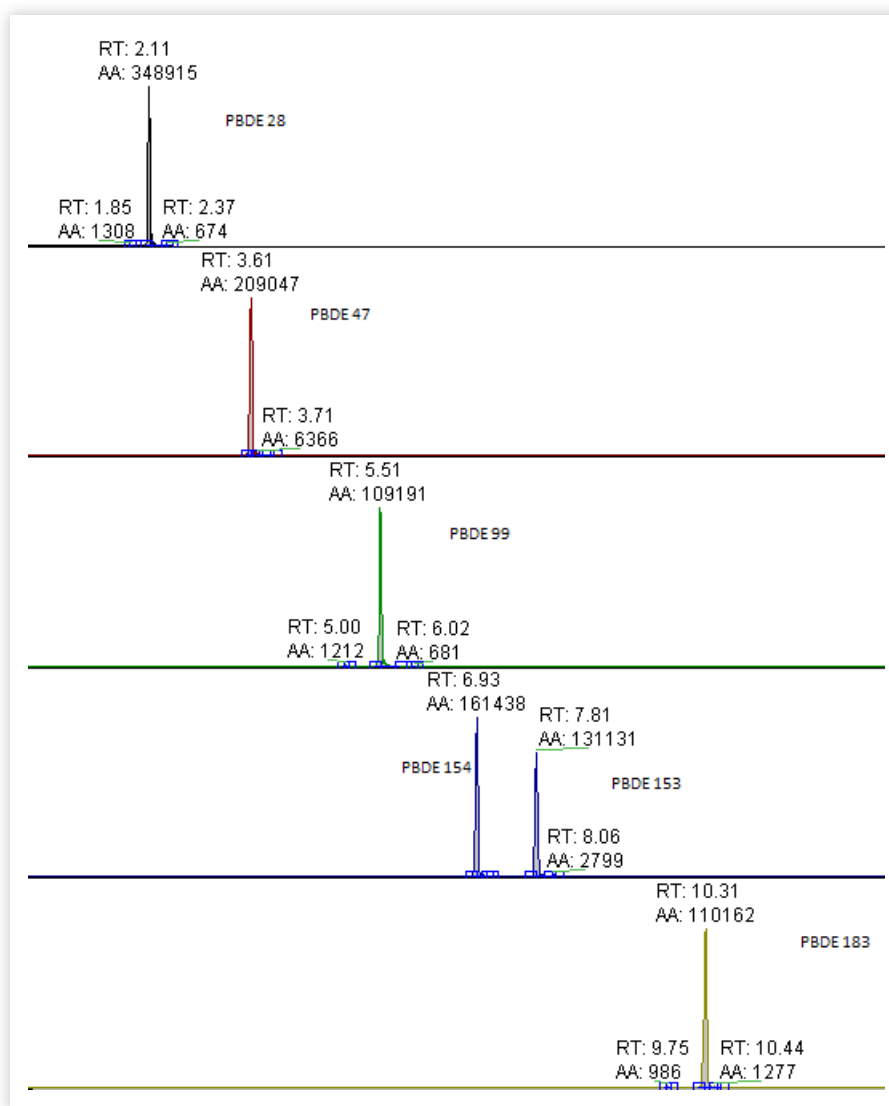 RT: 2.11
AA: 348915
PBDE 28
RT: 1.85
AA: 1308
RT: 2.37
AA: 674
RT: 3.61
AA: 209047
PBDE 47
RT: 3.71
AA: 6366
RT: 5.51
AA: 109191
PBDE 99
RT: 5.00
AA: 1212
RT: 6.02
AA: 681
RT: 6.93
AA: 161438
RT: 7.81
AA: 131131
PBDE 154
PBDE 153
RT: 8.06
AA: 2799
RT: 10.31
AA: 110162
PBDE 183
RT: 9.75
AA: 986
RT: 10.44
AA: 1277